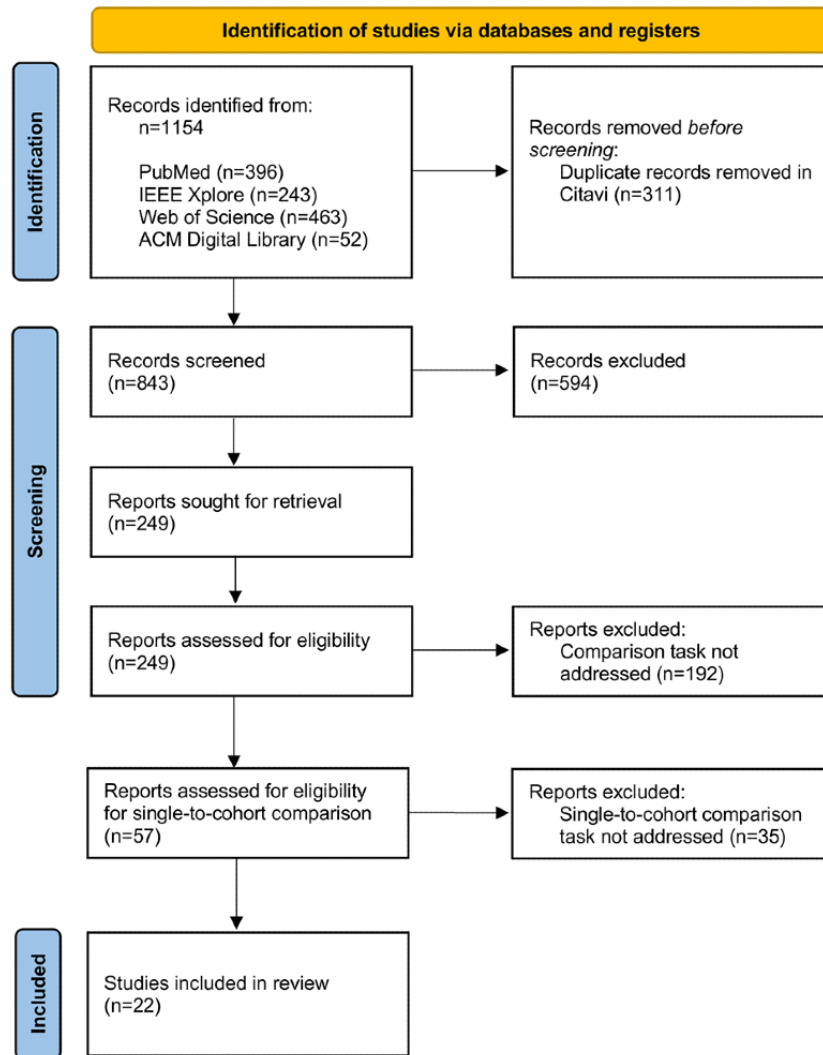 Identification of studies via databases and registers
Identification
Records identified from:
n=1154
PubMed (n=396)
IEEE Xplore (n=243)
Web of Science (n=463)
ACM Digital Library (n=52)
Records removed before
screening:
Duplicate records removed in
Citavi (n=311)
Screening
Records screened
(n=843)
Records excluded
(n=594)
Reports sought for retrieval
(n=249)
Reports assessed for eligibility
(n=249)
Reports excluded:
Comparison task not
addressed (n=192)
Reports assessed for eligibility
for single-to-cohort comparison
(n=57)
Reports excluded:
Single-to-cohort comparison
task not addressed (n=35)
Included
Studies included in review
(n=22)